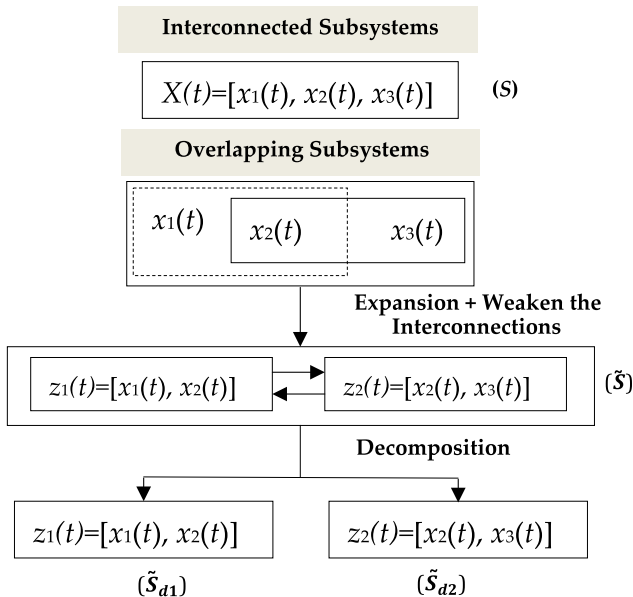 Interconnected Subsystems
X(t)=[x₁(t), x₂(t), x₃(t)] (S)
Overlapping Subsystems
x₁(t) x₂(t) x₃(t)
Expansion + Weaken the
Interconnections
z₁(t)=[x₁(t), x₂(t)] z₂(t)=[x₂(t), x₃(t)] (S̃)
Decomposition
z₁(t)=[x₁(t), x₂(t)] z₂(t)=[x₂(t), x₃(t)]
(S̃d1) (S̃d2)